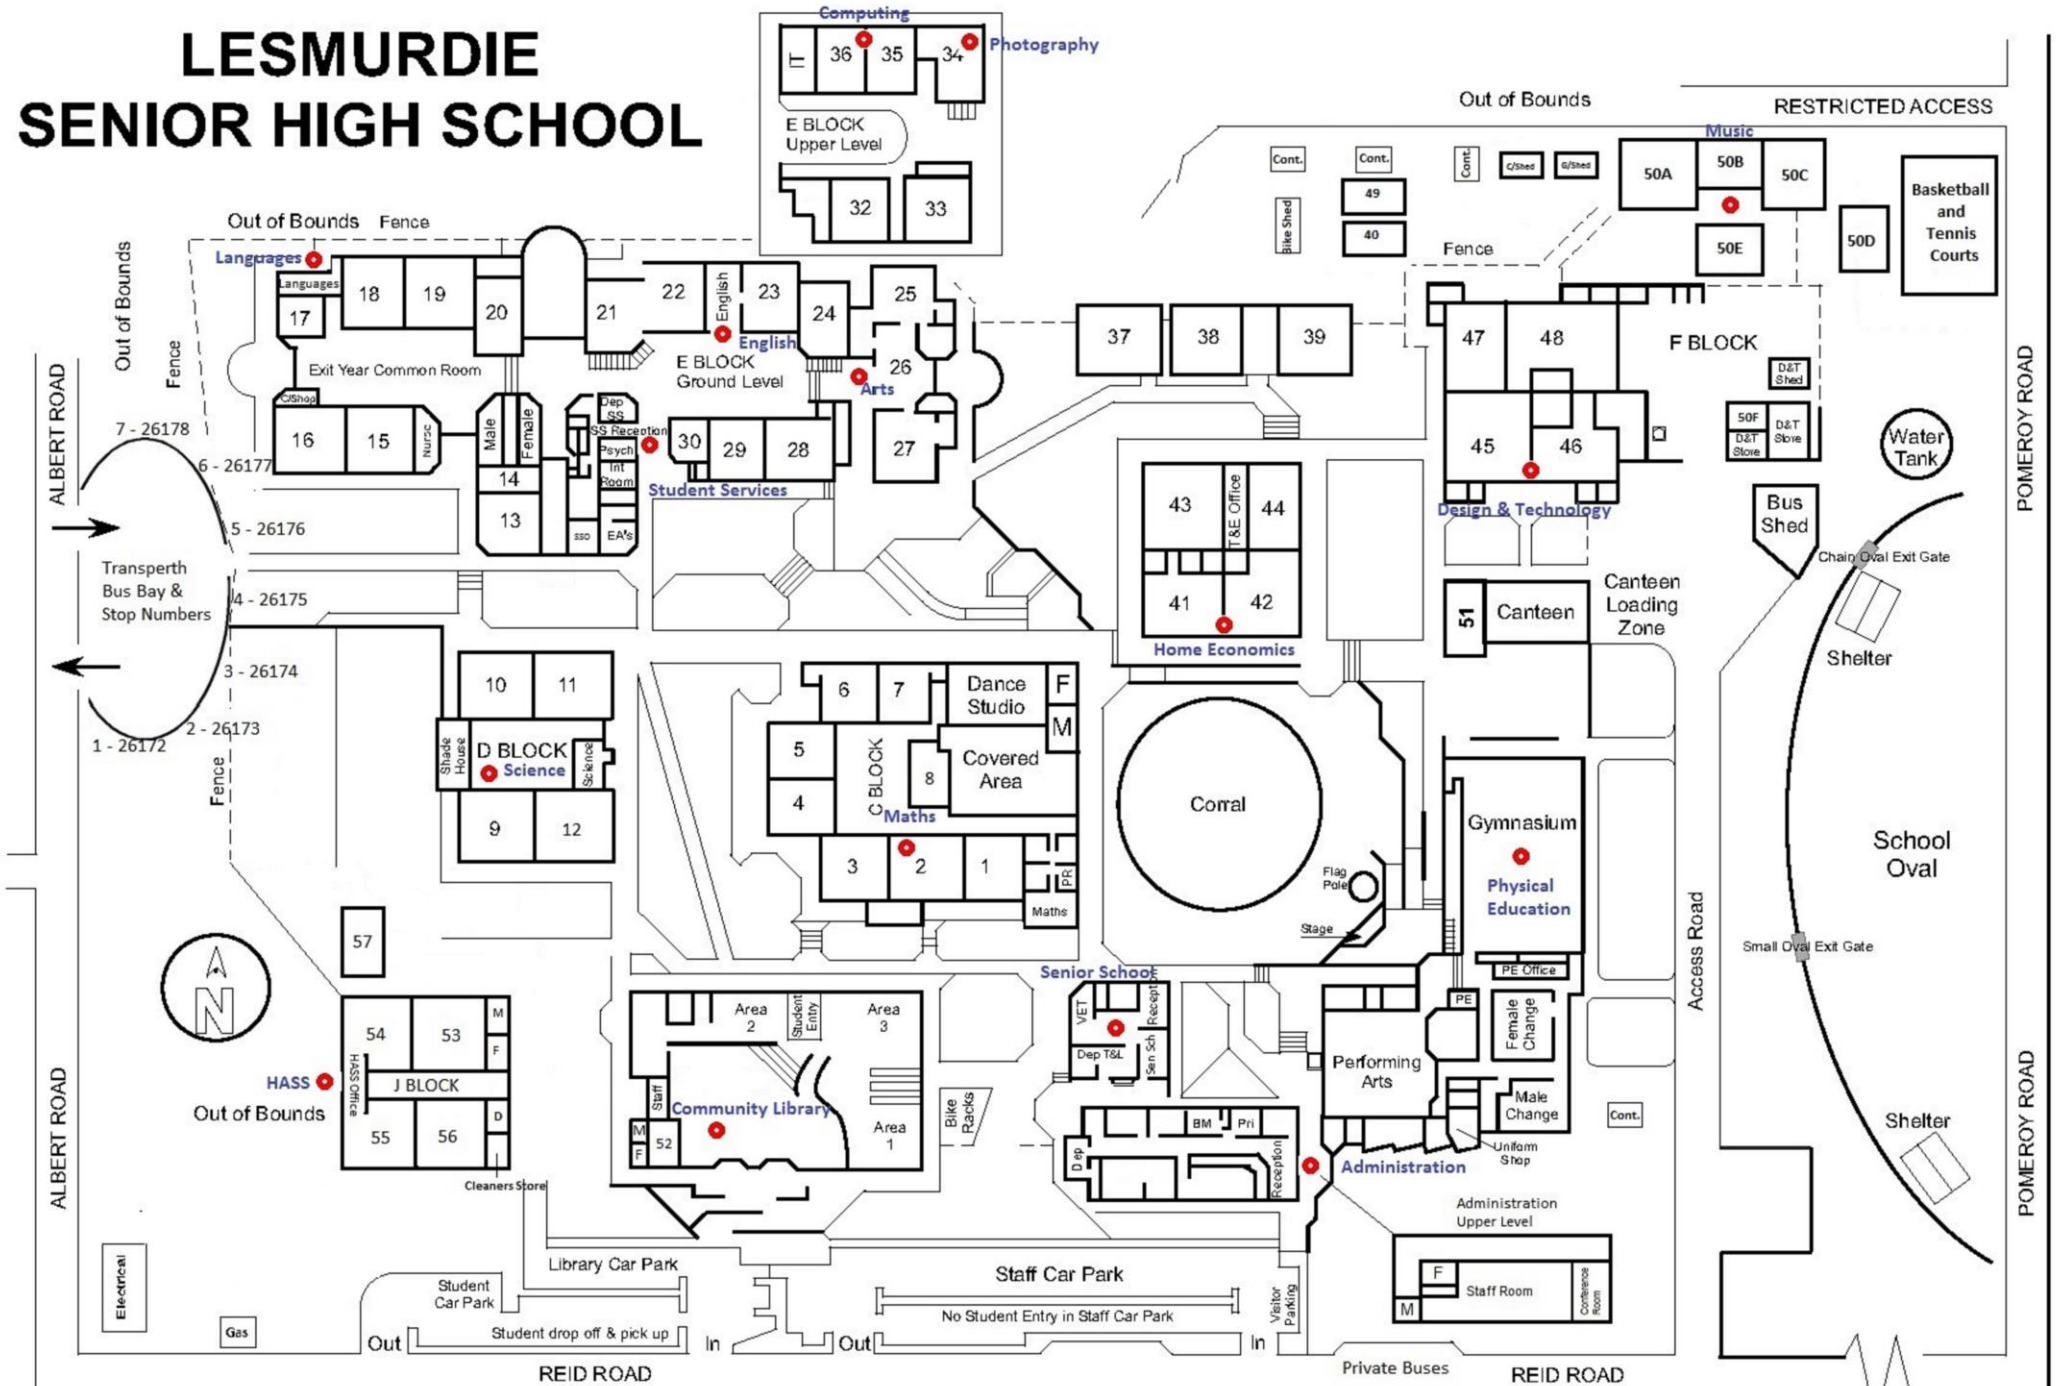 LESMURDIE
SENIOR HIGH SCHOOL
Computing
IT
36
35
34
Photography
E BLOCK
Upper Level
32
33
Out of Bounds
RESTRICTED ACCESS
Music
Cont.
Cont.
Cont.
C/Shed
G/Shed
50A
50B
50C
50D
50E
Basketball
and
Tennis
Courts
49
40
Bike Shed
Fence
Out of Bounds
Fence
Out of Bounds
Fence
Languages
Languages
17
18
19
20
21
22
English
23
24
25
English
E BLOCK
Ground Level
26
Arts
27
Exit Year Common Room
C/Shop
16
15
Male
Female
14
13
Dep
SS
SS Reception
Psych
Int
Room
SSO
EA's
30
29
28
Student Services
37
38
39
47
48
F BLOCK
D&T
Shed
50F
D&T
Store
D&T
Store
45
46
Design & Technology
Water
Tank
Bus
Shed
Chain Oval Exit Gate
Shelter
POMEROY ROAD
ALBERT ROAD
7 - 26178
6 - 26177
5 - 26176
Transperth
Bus Bay &
Stop Numbers
4 - 26175
3 - 26174
2 - 26173
1 - 26172
Fence
43
T&E Office
44
41
42
Home Economics
51
Canteen
Canteen
Loading
Zone
10
11
Shade
House
D BLOCK
Science
Science
9
12
6
7
Dance
Studio
F
M
5
4
C BLOCK
8
Covered
Area
Maths
3
2
1
PR
Maths
Corral
Flag
Pole
Stage
Gymnasium
Physical
Education
PE Office
School
Oval
Small Oval Exit Gate
Access Road
57
N
54
53
M
F
HASS
HASS Office
J BLOCK
Out of Bounds
55
56
D
Cleaners Store
Area
2
Student
Entry
Area
3
Staff
Community Library
M
F
52
Area
1
Bike
Racks
Senior School
VET
Recept
Dep T&L
Sen Sch
BM
Pri
Dep
Reception
Administration
PE
Female
Change
Performing
Arts
Male
Change
Uniform
Shop
Cont.
Shelter
ALBERT ROAD
POMEROY ROAD
Administration
Upper Level
F
M
Staff Room
Conference
Room
Electrical
Gas
Library Car Park
Student
Car Park
Student drop off & pick up
Out
In
Staff Car Park
No Student Entry in Staff Car Park
Visitor
Parking
Out
In
REID ROAD
Private Buses
REID ROAD